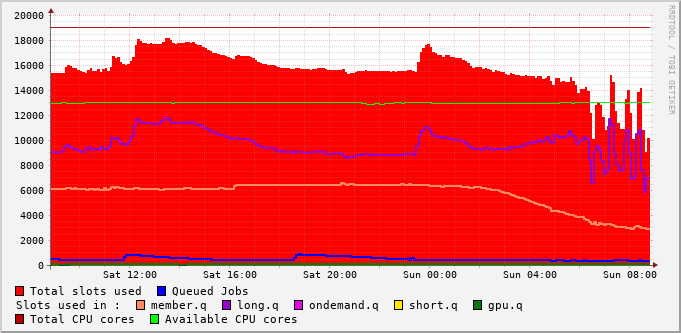 20000
18000
16000
14000
12000
10000
8000
6000
4000
2000
0
Sat 12:00 Sat 16:00 Sat 20:00 Sun 00:00 Sun 04:00 Sun 08:00
Total slots used Queued Jobs
Slots used in : member.q long.q ondemand.q short.q gpu.q
Total CPU cores Available CPU cores
RRDTOOL / TOBI OETIKER